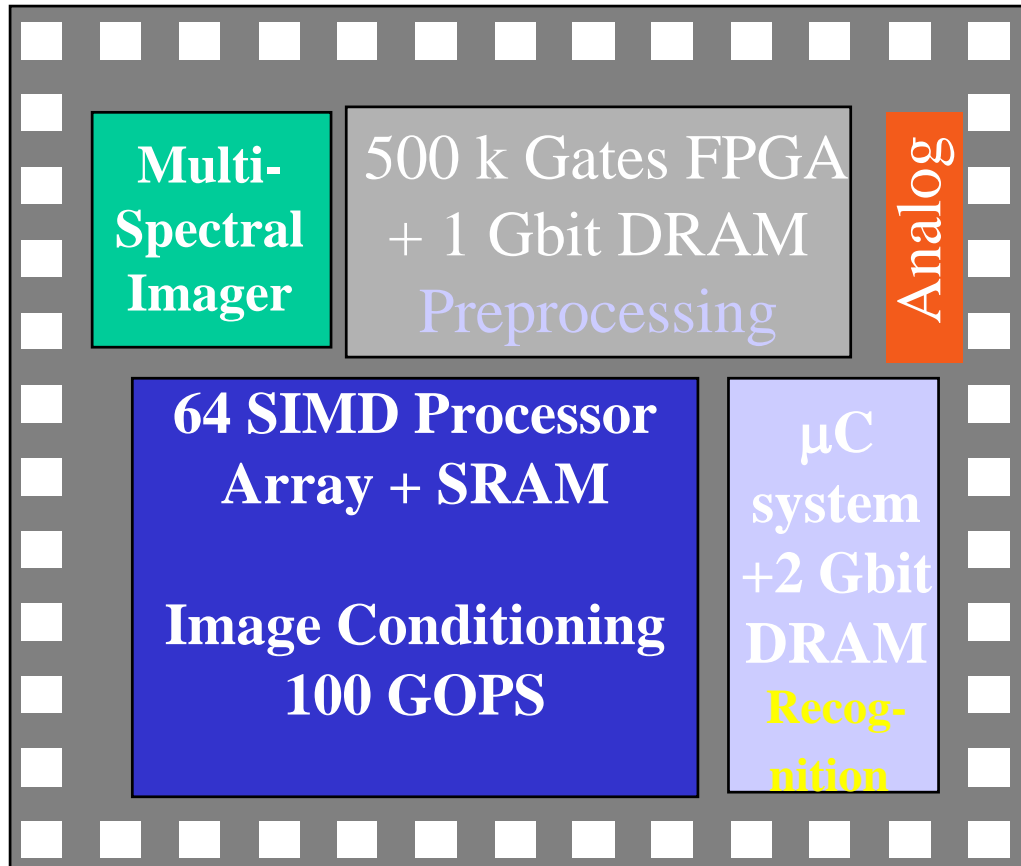 Multi-
Spectral
Imager
500 k Gates FPGA
+ 1 Gbit DRAM
Preprocessing
Analog
64 SIMD Processor
Array + SRAM
Image Conditioning
100 GOPS
μC
system
+2 Gbit
DRAM
Recog-
nition